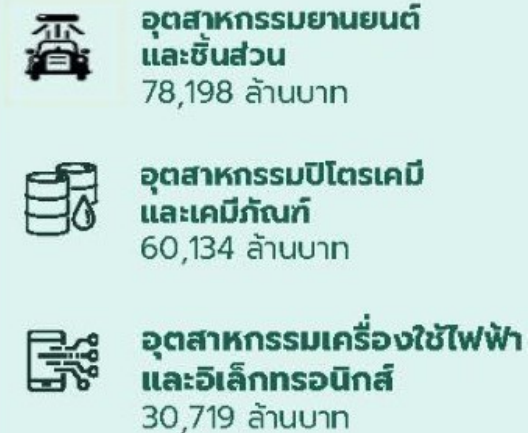 อุตสาหกรรมยานยนต์
และชิ้นส่วน
78,198 ล้านบาท
อุตสาหกรรมปิโตรเคมี
และเคมีภัณฑ์
60,134 ล้านบาท
อุตสาหกรรมเครื่องใช้ไฟฟ้า
และอิเล็กทรอนิกส์
30,719 ล้านบาท